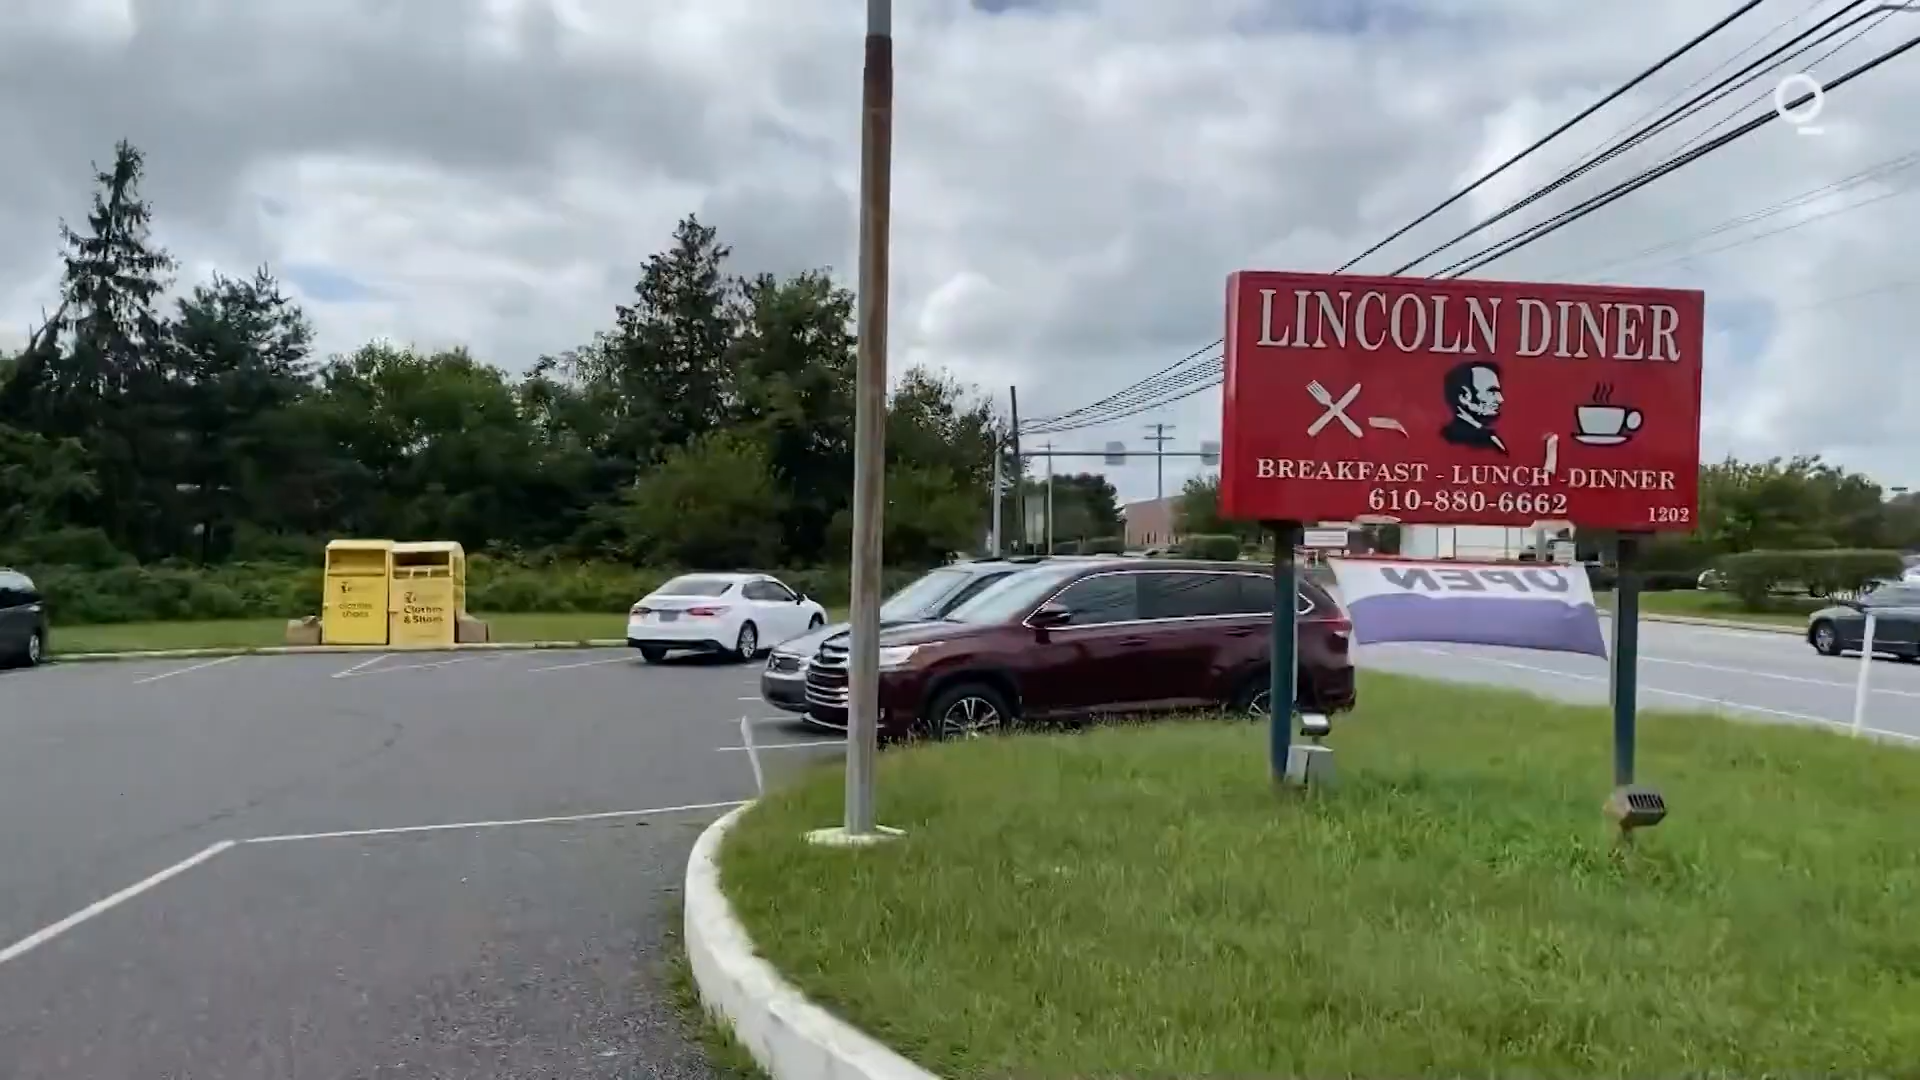 LINCOLN DINER
BREAKFAST - LUNCH - DINNER
610-880-6662
1202
OPEN
Clothes
& Shoes